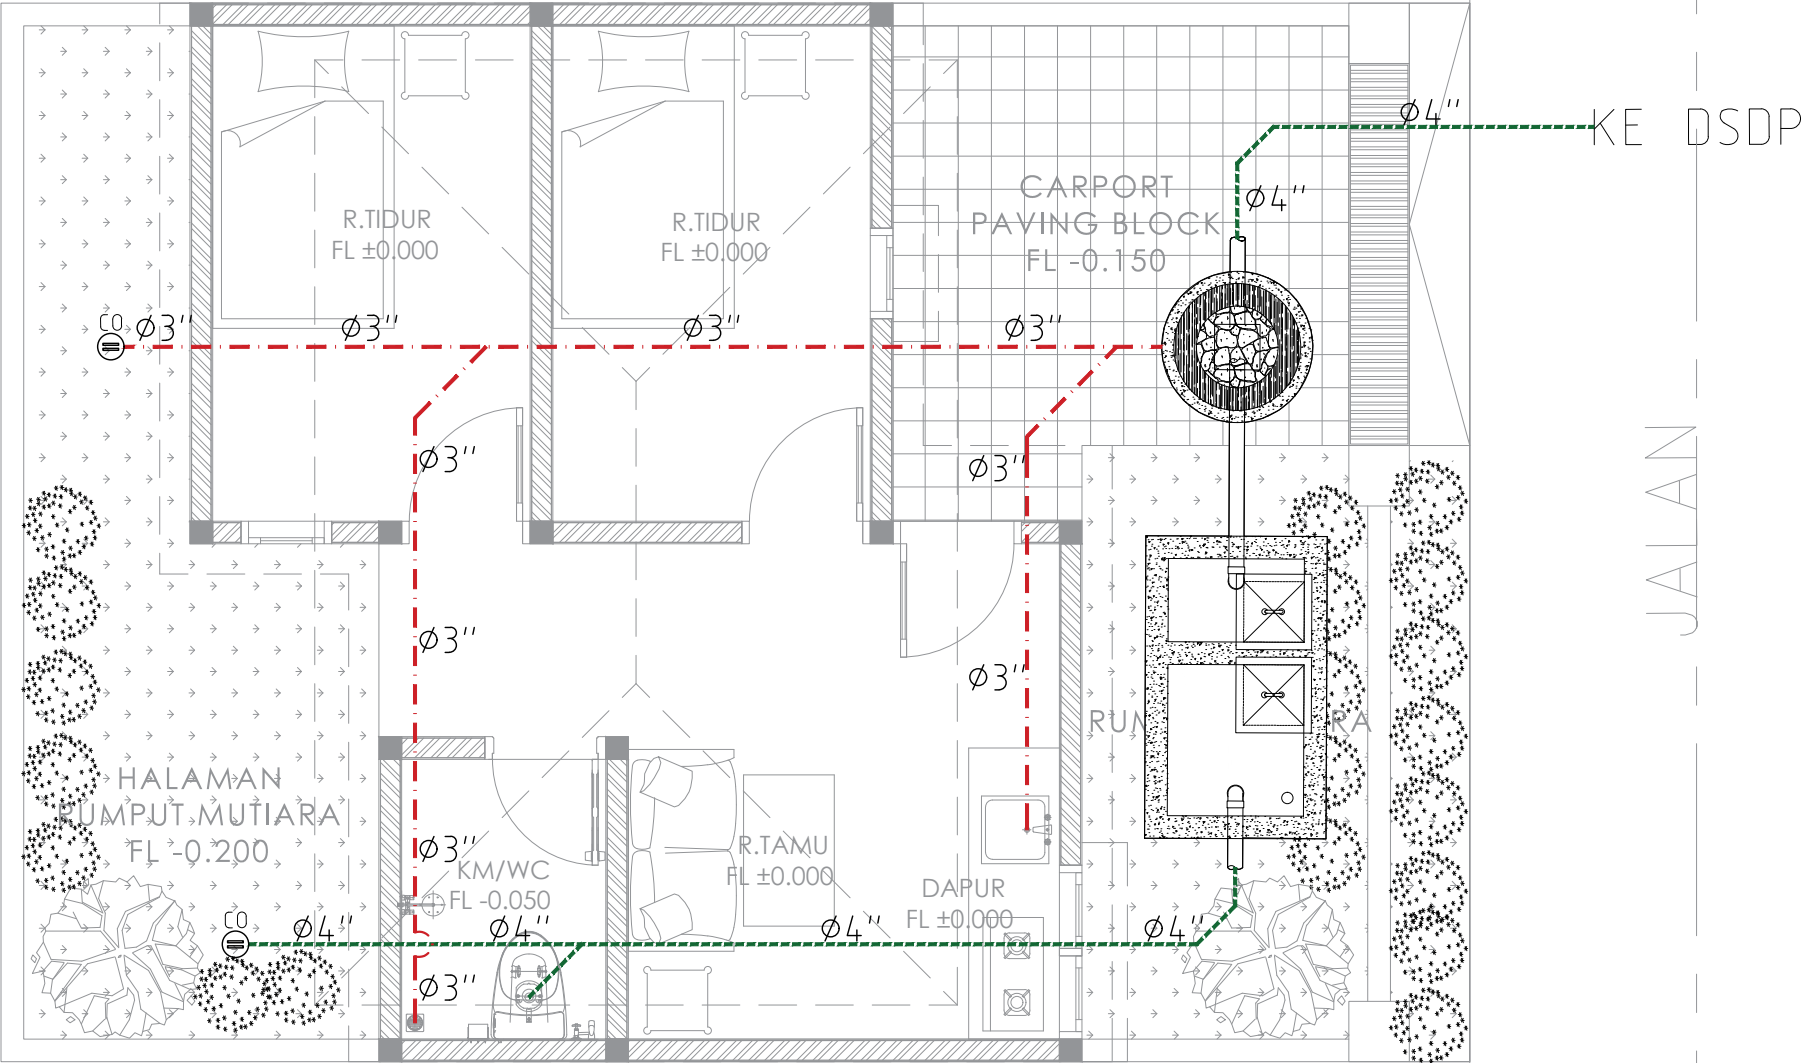 Ø4"
KE DSDP
CARPORT
PAVING BLOCK
FL -0.150
Ø4"
R.TIDUR
FL ±0.000
R.TIDUR
FL ±0.000
CO
Ø3"
Ø3"
Ø3"
Ø3"
Ø3"
Ø3"
JALAN
Ø3"
Ø3"
HALAMAN
RUMPUT MUTIARA
FL -0.200
Ø3"
KM/WC
FL -0.050
R.TAMU
FL ±0.000
DAPUR
FL ±0.000
CO
Ø4"
Ø4"
Ø4"
Ø4"
Ø3"